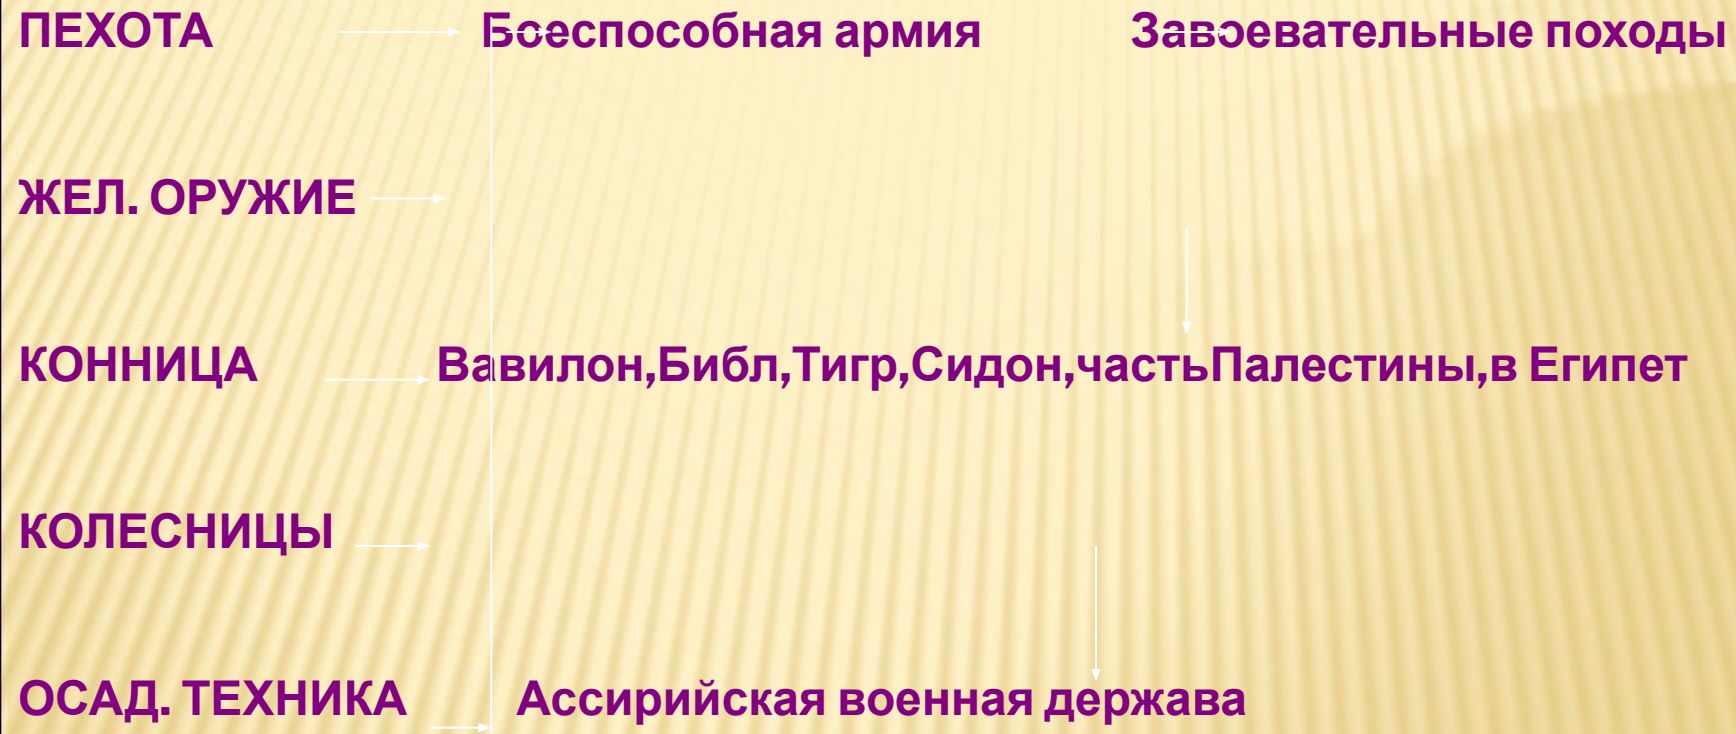 ПЕХОТА Боеспособная армия Завоевательные походы
ЖЕЛ. ОРУЖИЕ
КОННИЦА Вавилон,Библ,Тигр,Сидон,частьПалестины,в Египет
КОЛЕСНИЦЫ
ОСАД. ТЕХНИКА Ассирийская военная держава